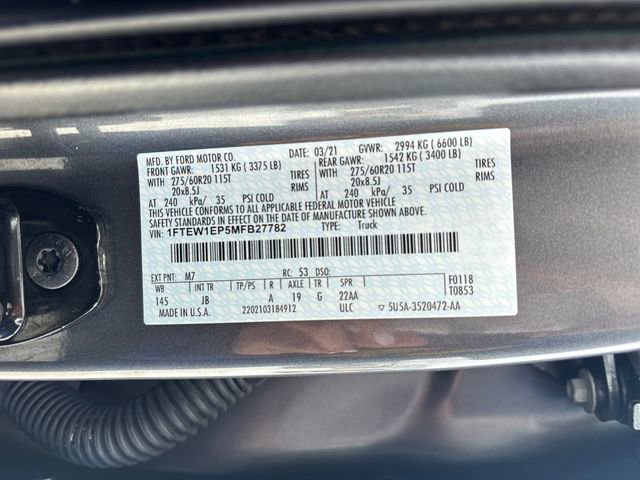 MFD. BY FORD MOTOR CO. DATE: 03/21 GVWR: 2994 KG ( 6600 LB)
FRONT GAWR: 1531 KG ( 3375 LB) REAR GAWR: 1542 KG ( 3400 LB)
WITH 275/60R20 115T TIRES WITH 275/60R20 115T TIRES
20x8.5J RIMS 20x8.5J RIMS
AT 240 kPa/ 35 PSI COLD AT 240 kPa/ 35 PSI COLD
THIS VEHICLE CONFORMS TO ALL APPLICABLE FEDERAL MOTOR VEHICLE
SAFETY, BUMPER, AND THEFT PREVENTION STANDARDS IN EFFECT ON THE DATE OF
MANUFACTURE SHOWN ABOVE.
VIN: 1FTEW1EP5MFB27782 TYPE: Truck
EXT PNT: M7 RC: 53 DSO:
WB INT TR TP/PS R AXLE TR SPR F0118
145 JB A 19 G 22AA T0853
MADE IN U.S.A. 2202103184912 ULC ▽ 5U5A-3520472-AA